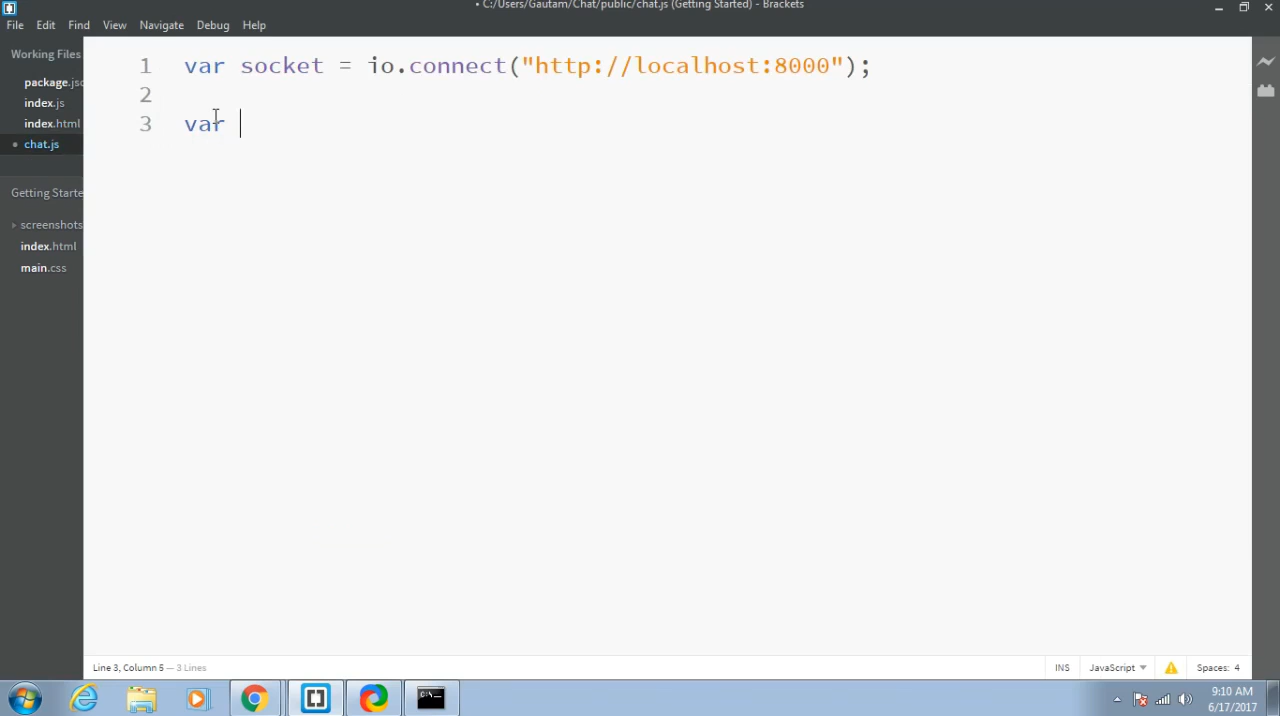 • C:/Users/Gautam/Chat/public/chat.js (Getting Started) - Brackets
File Edit Find View Navigate Debug Help
Working Files
package.jso
index.js
index.html
• chat.js
Getting Starte
screenshots
index.html
main.css
1 var socket = io.connect("http://localhost:8000");
2
3 var
Line 3, Column 5 — 3 Lines
INS JavaScript Spaces: 4
C:\.
9:10 AM
6/17/2017